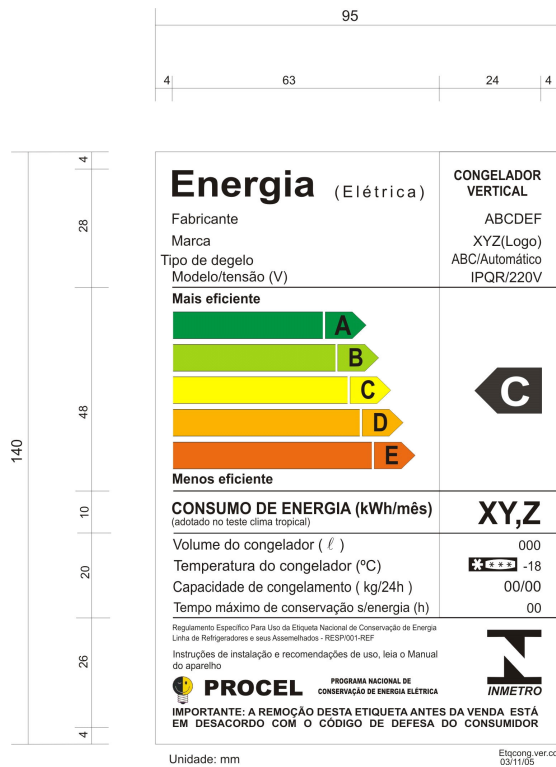 95
4 63 24 4
Energia (Elétrica) CONGELADOR VERTICAL
Fabricante ABCDEF
Marca XYZ(Logo)
Tipo de degelo ABC/Automático
Modelo/tensão (V) IPQR/220V
Mais eficiente
A
B
C
C
D
E
Menos eficiente
CONSUMO DE ENERGIA (kWh/mês) XY,Z
(adotado no teste clima tropical)
Volume do congelador ( ℓ ) 000
Temperatura do congelador (ºC) * *** -18
Capacidade de congelamento ( kg/24h ) 00/00
Tempo máximo de conservação s/energia (h) 00
Regulamento Específico Para Uso da Etiqueta Nacional de Conservação de Energia
Linha de Refrigeradores e seus Assemelhados - RESP/001-REF
Instruções de instalação e recomendações de uso, leia o Manual
do aparelho
PROCEL
PROGRAMA NACIONAL DE
CONSERVAÇÃO DE ENERGIA ELÉTRICA
INMETRO
IMPORTANTE: A REMOÇÃO DESTA ETIQUETA ANTES DA VENDA ESTÁ
EM DESACORDO COM O CÓDIGO DE DEFESA DO CONSUMIDOR
140
4
28
48
10
20
26
4
Unidade: mm
Etqcong.ver.co
03/11/05